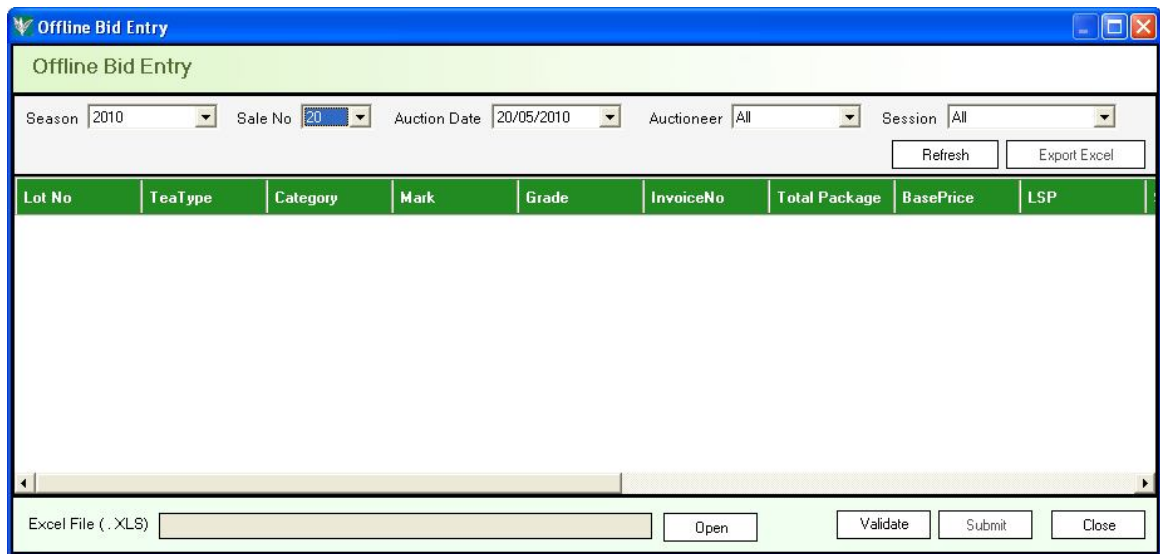 Offline Bid Entry
Offline Bid Entry
Season 2010 Sale No 20 Auction Date 20/05/2010 Auctioneer All Session All
Refresh Export Excel
Lot No TeaType Category Mark Grade InvoiceNo Total Package BasePrice LSP
Excel File ( . XLS) Open Validate Submit Close